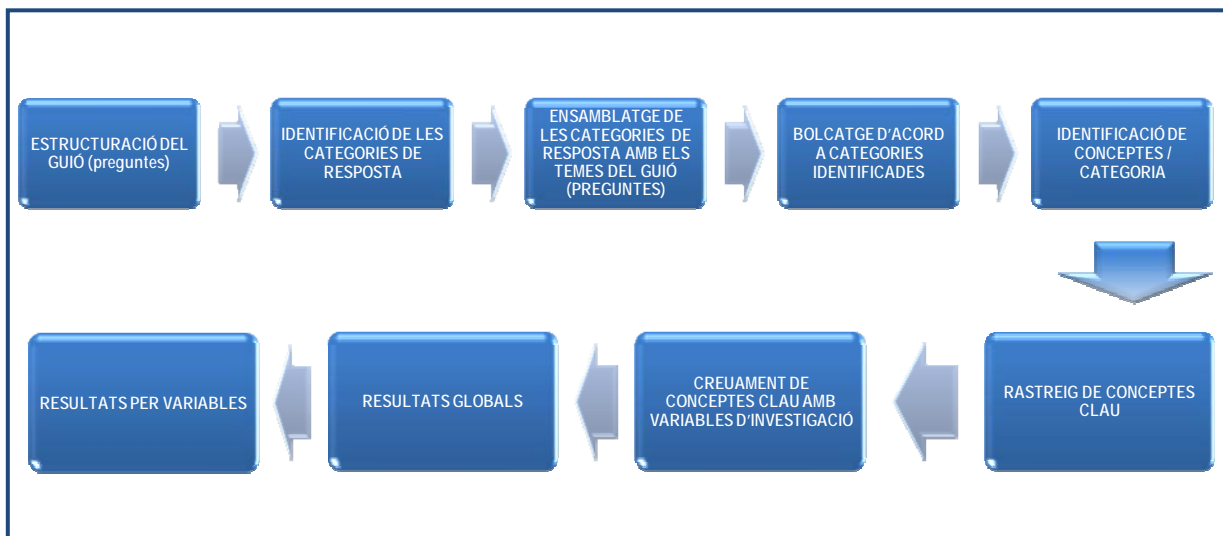 ESTRUCTURACIÓ DEL
GUIÓ (preguntes)
IDENTIFICACIÓ DE LES
CATEGORIES DE
RESPOSTA
ENSAMBLATGE DE
LES CATEGORIES DE
RESPOSTA AMB ELS
TEMES DEL GUIÓ
(PREGUNTES)
BOLCATGE D'ACORD
A CATEGORIES
IDENTIFICADES
IDENTIFICACIÓ DE
CONCEPTES /
CATEGORIA
RASTREIG DE CONCEPTES
CLAU
CREUAMENT DE
CONCEPTES CLAU AMB
VARIABLES D'INVESTIGACIÓ
RESULTATS GLOBALS
RESULTATS PER VARIABLES